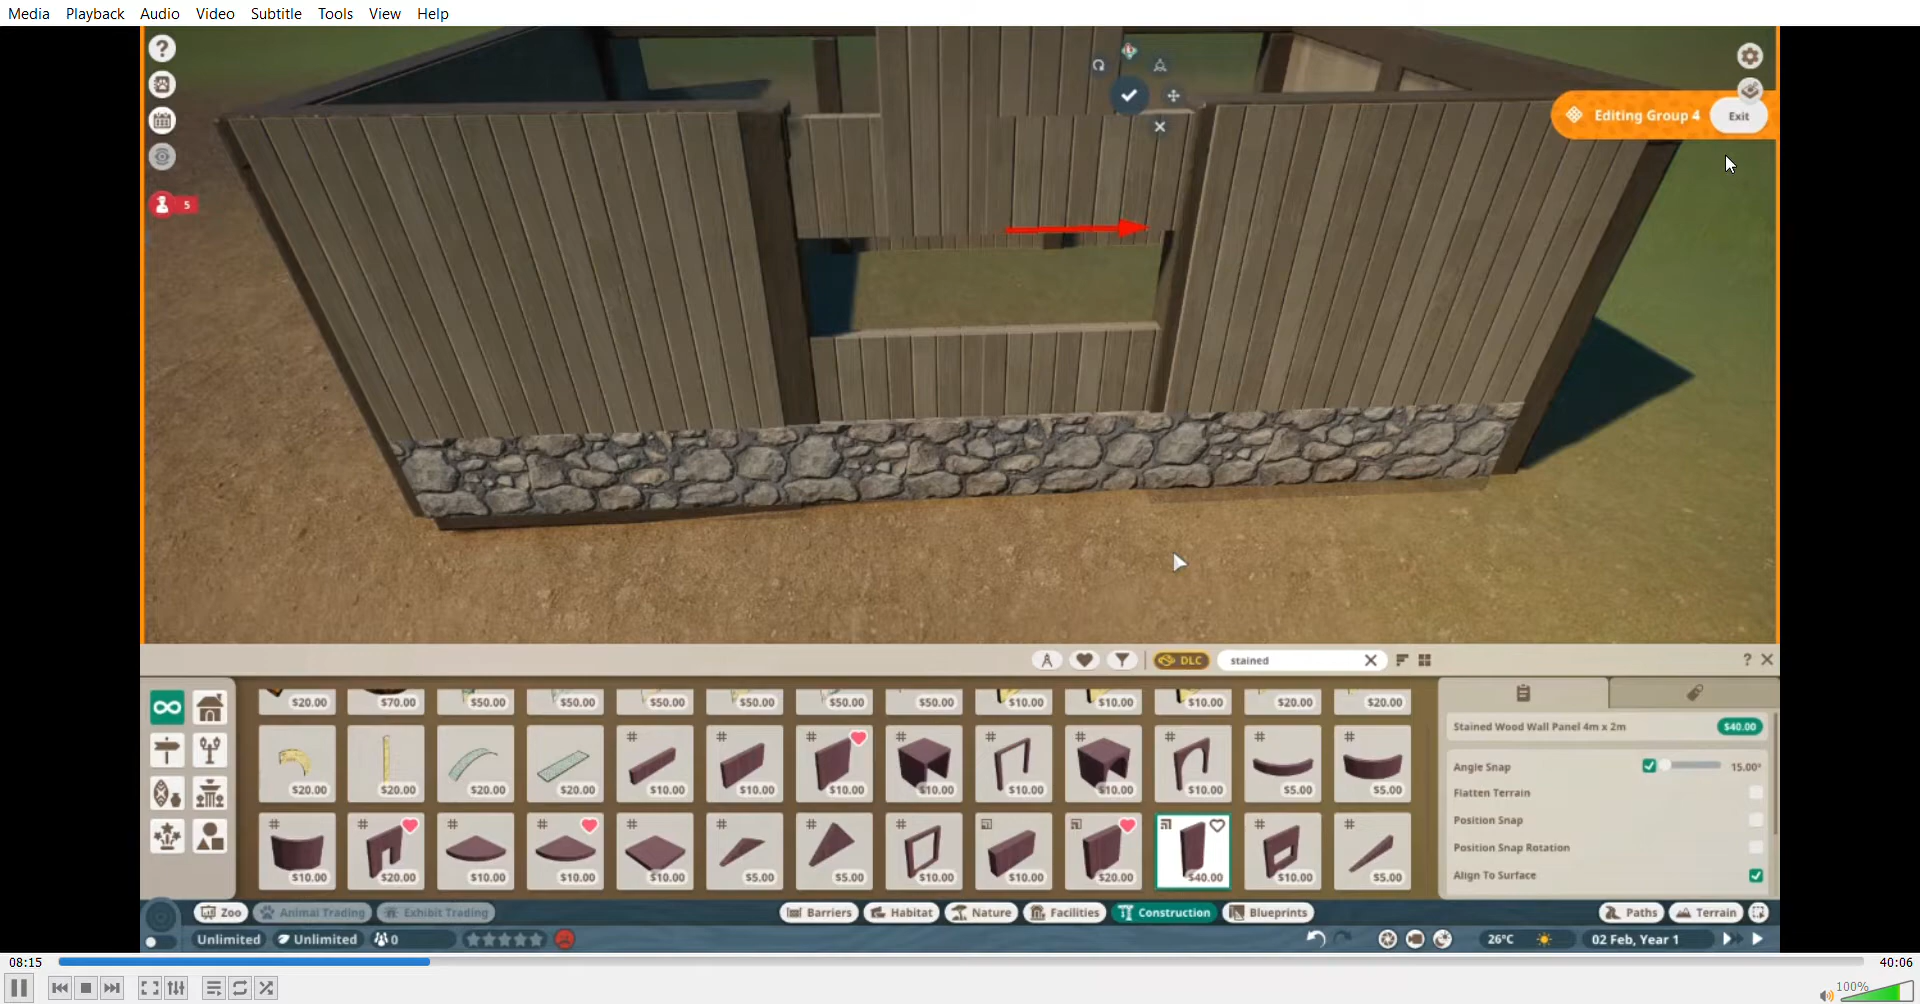 Media Playback Audio Video Subtitle Tools View Help
?
5
Editing Group 4 Exit
DLC stained ?
$20.00 $70.00 $50.00 $50.00 $50.00 $50.00 $50.00 $50.00 $10.00 $10.00 $10.00 $20.00 $20.00
Stained Wood Wall Panel 4m x 2m $40.00
# # # # # # # # #
$20.00 $20.00 $20.00 $20.00 $10.00 $10.00 $10.00 $10.00 $10.00 $10.00 $10.00 $5.00 $5.00
Angle Snap 15.00°
Flatten Terrain
Position Snap
Position Snap Rotation
Align To Surface
# # # # # # # # # #
$10.00 $20.00 $10.00 $10.00 $10.00 $5.00 $5.00 $10.00 $10.00 $20.00 $40.00 $10.00 $5.00
Zoo Animal Trading Exhibit Trading Barriers Habitat Nature Facilities Construction Blueprints Paths Terrain
Unlimited Unlimited 0 26°C 02 Feb, Year 1
08:15 40:06
100%